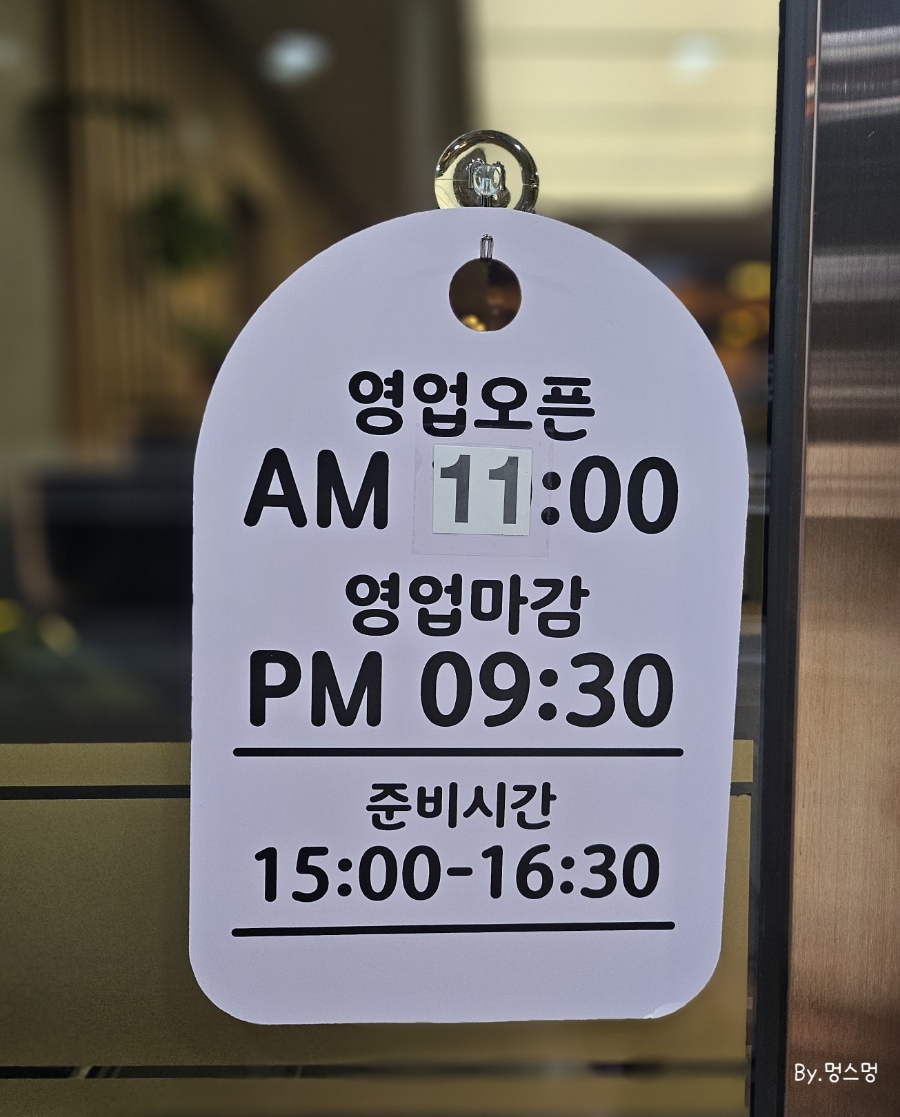 영업오픈
AM 11:00
영업마감
PM 09:30
준비시간
15:00-16:30
By.멍스멍